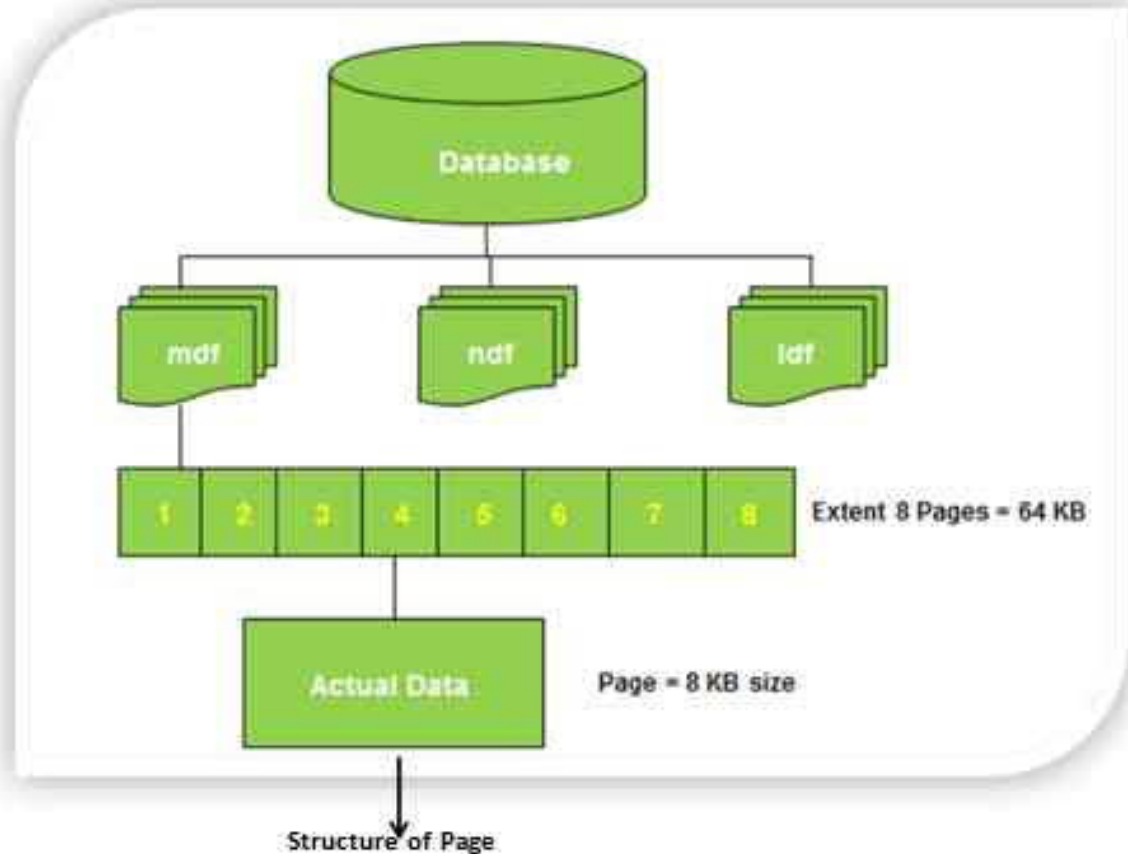 Database
mdf
ndf
ldf
1 2 3 4 5 6 7 8
Extent 8 Pages = 64 KB
Actual Data
Page = 8 KB size
Structure of Page